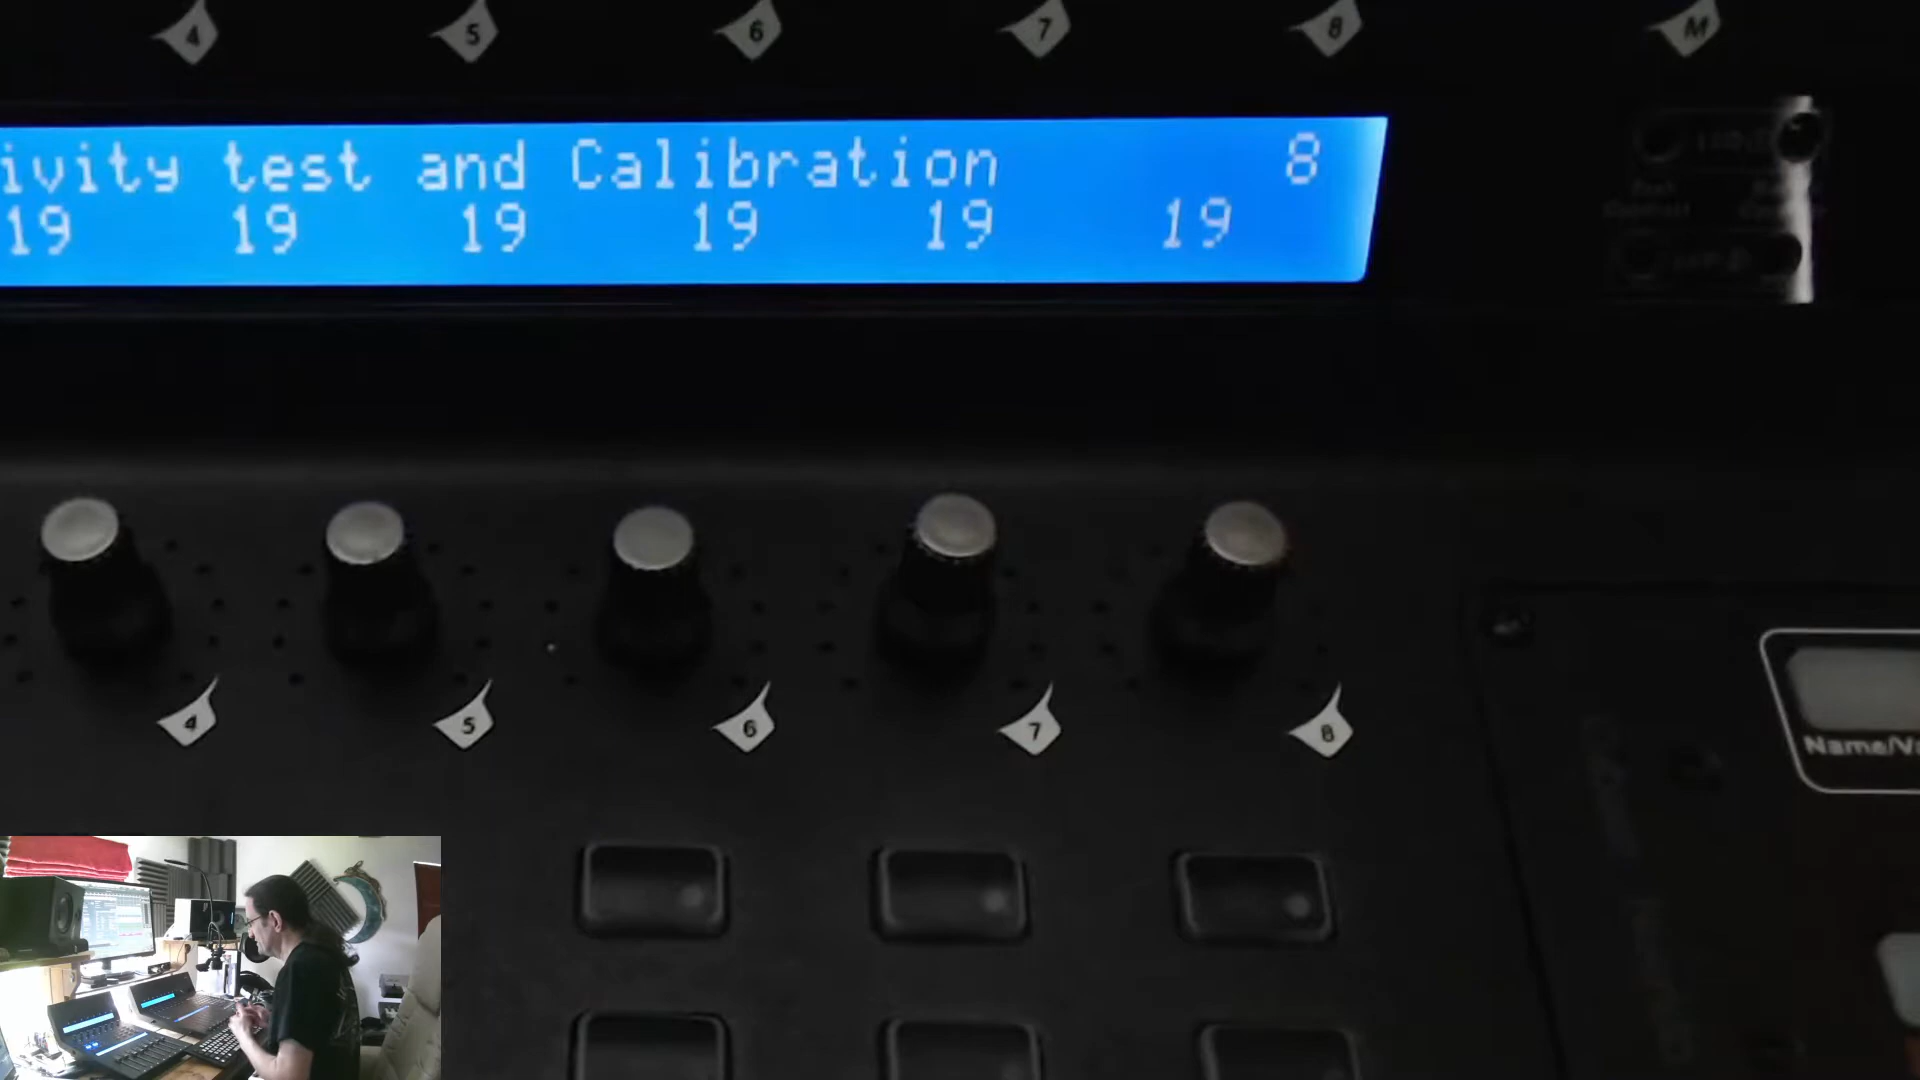 4 5 6 7 8 M
ivity test and Calibration 8
19 19 19 19 19 19
4 5 6 7 8
Name/V